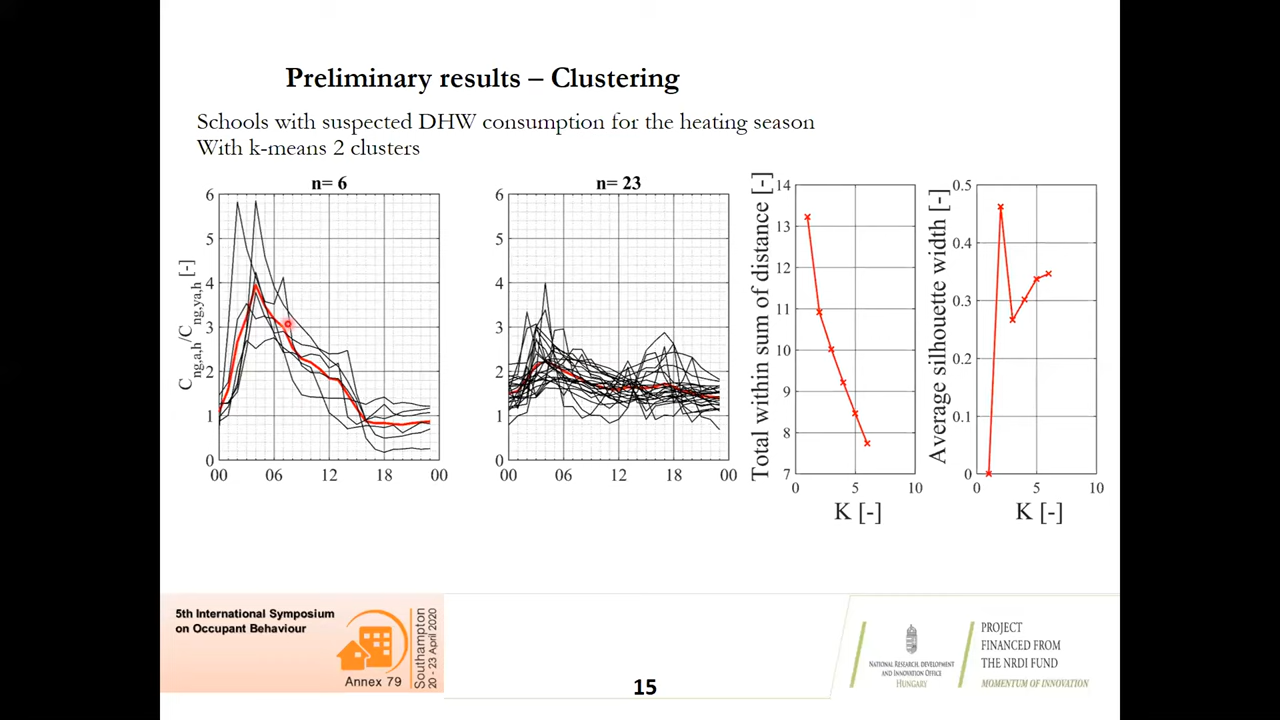 Preliminary results – Clustering
Schools with suspected DHW consumption for the heating season
With k-means 2 clusters
n= 6
C_ng,a,h/C_ng,ya,h [-]
6
5
4
3
2
1
0
00 06 12 18 00
n= 23
6
5
4
3
2
1
0
00 06 12 18 00
Total within sum of distance [-]
14
13
12
11
10
9
8
7
0 5 10
K [-]
Average silhouette width [-]
0.5
0.4
0.3
0.2
0.1
0
0 5 10
K [-]
5th International Symposium
on Occupant Behaviour
Annex 79
Southampton
20 - 23 April 2020
15
NATIONAL RESEARCH, DEVELOPMENT
AND INNOVATION OFFICE
HUNGARY
PROJECT
FINANCED FROM
THE NRDI FUND
MOMENTUM OF INNOVATION